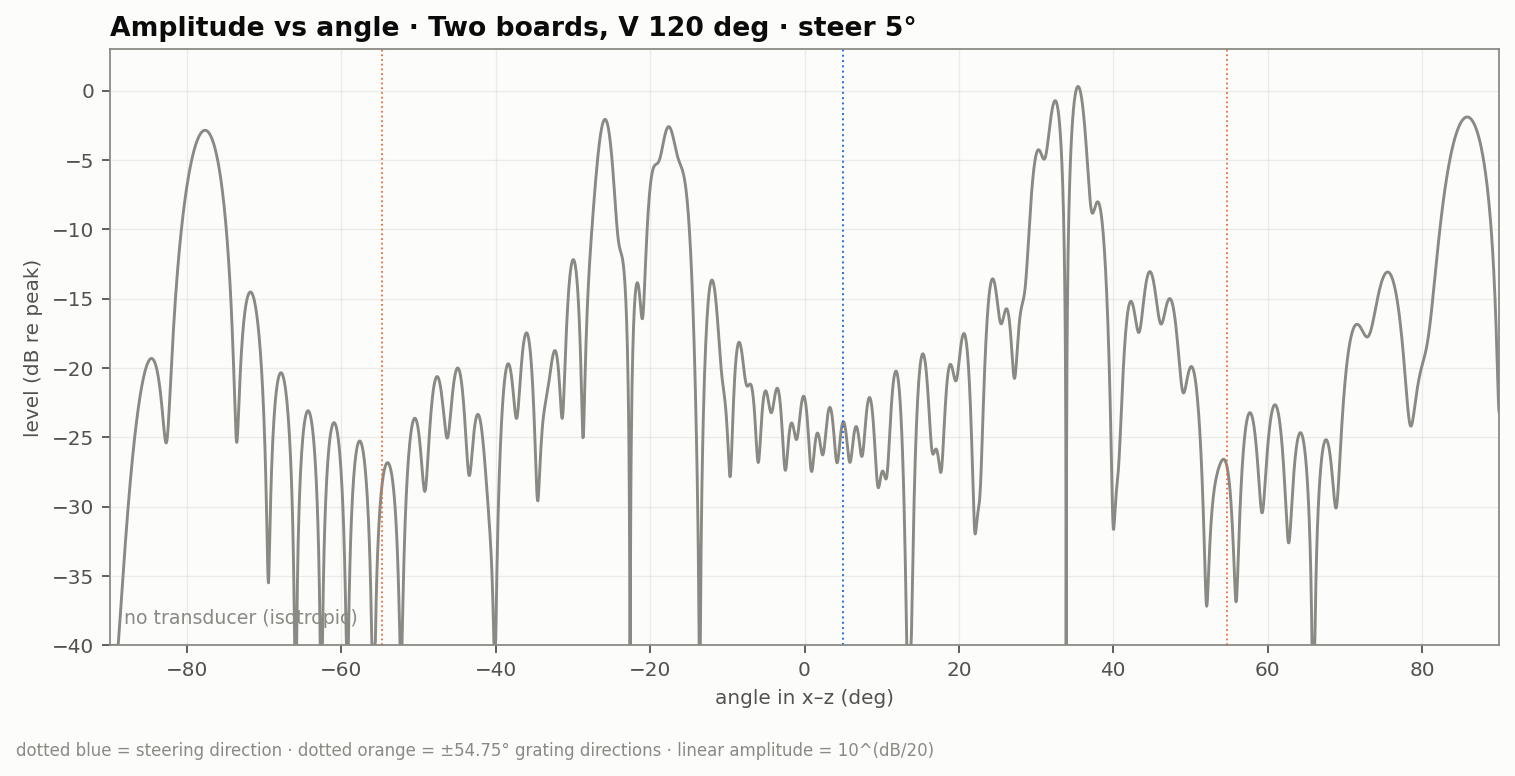 Amplitude vs angle · Two boards, V 120 deg · steer 5°
level (dB re peak)
0
−5
−10
−15
−20
−25
−30
−35
−40
no transducer (isotropic)
−80 −60 −40 −20 0 20 40 60 80
angle in x–z (deg)
dotted blue = steering direction · dotted orange = ±54.75° grating directions · linear amplitude = 10^(dB/20)